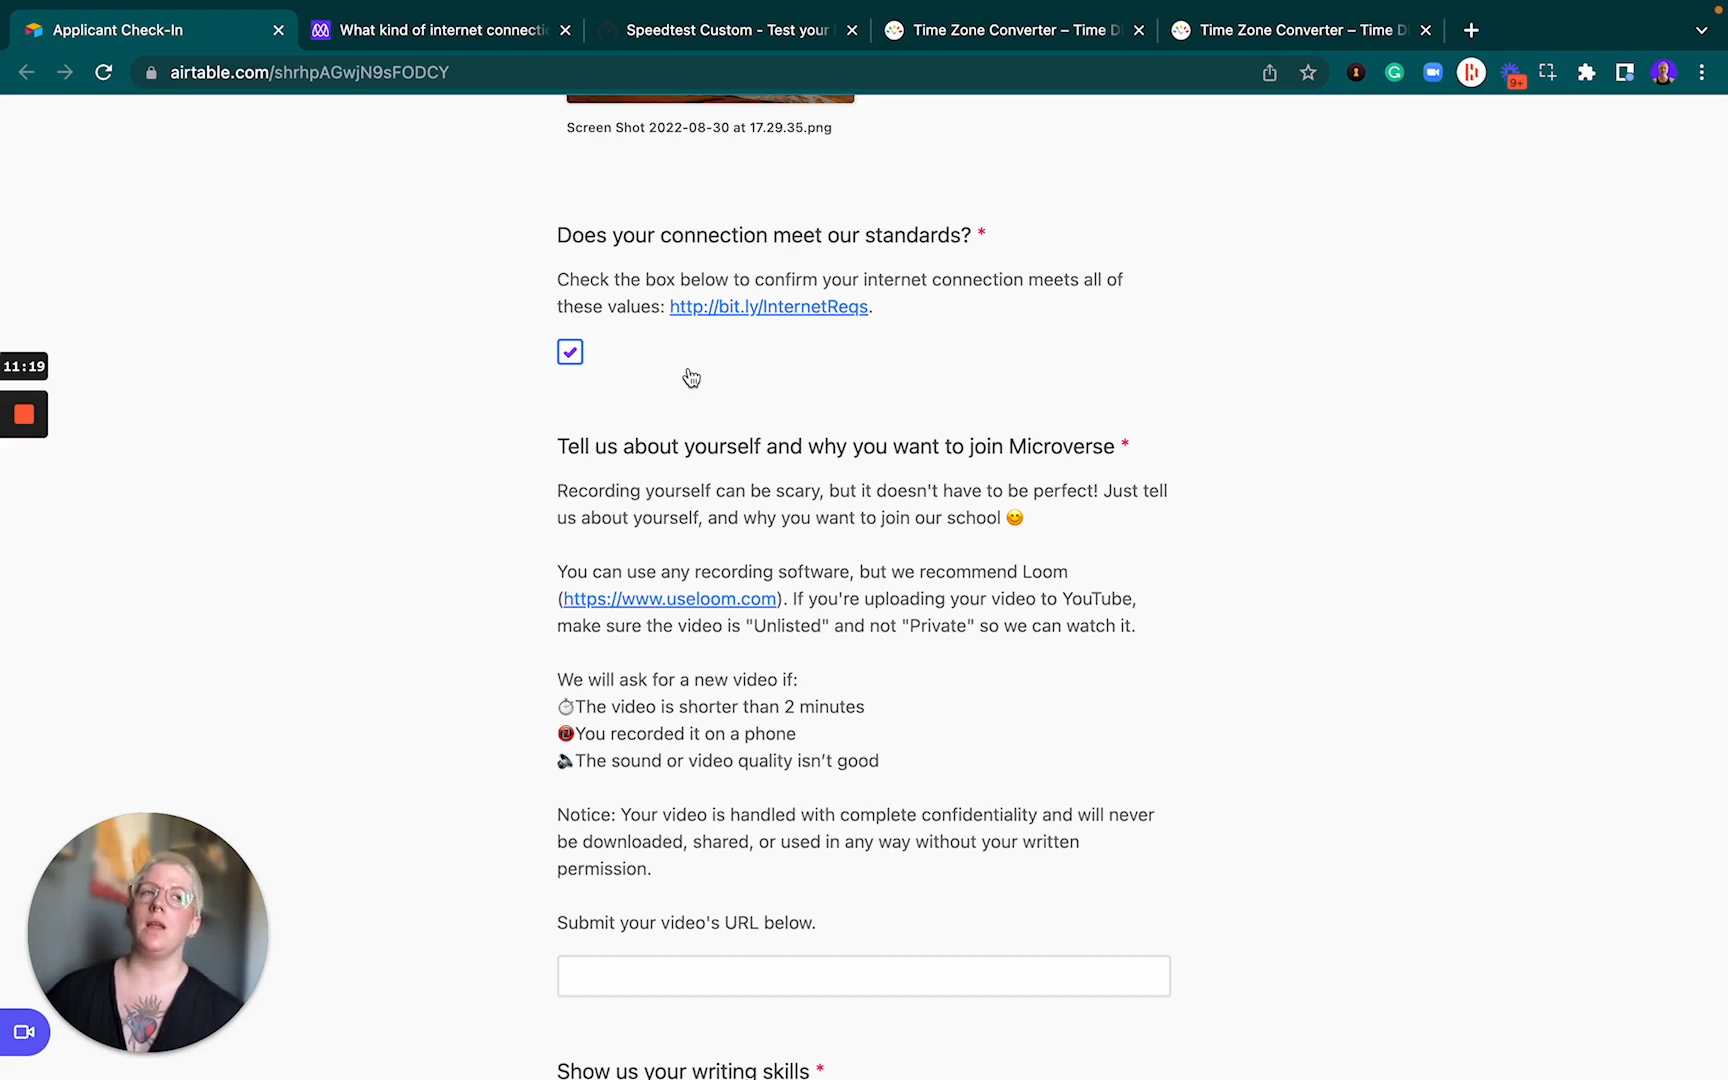 Applicant Check-In
What kind of internet connecti
Speedtest Custom - Test your
Time Zone Converter – Time D
Time Zone Converter – Time D
airtable.com/shrhpAGwjN9sFODCY
9+
Screen Shot 2022-08-30 at 17.29.35.png
Does your connection meet our standards? *
Check the box below to confirm your internet connection meets all of
these values: http://bit.ly/InternetReqs.
11:19
Tell us about yourself and why you want to join Microverse *
Recording yourself can be scary, but it doesn't have to be perfect! Just tell
us about yourself, and why you want to join our school 😊
You can use any recording software, but we recommend Loom
(https://www.useloom.com). If you're uploading your video to YouTube,
make sure the video is "Unlisted" and not "Private" so we can watch it.
We will ask for a new video if:
⏱The video is shorter than 2 minutes
📵You recorded it on a phone
🔈The sound or video quality isn’t good
Notice: Your video is handled with complete confidentiality and will never
be downloaded, shared, or used in any way without your written
permission.
Submit your video's URL below.
Show us your writing skills *